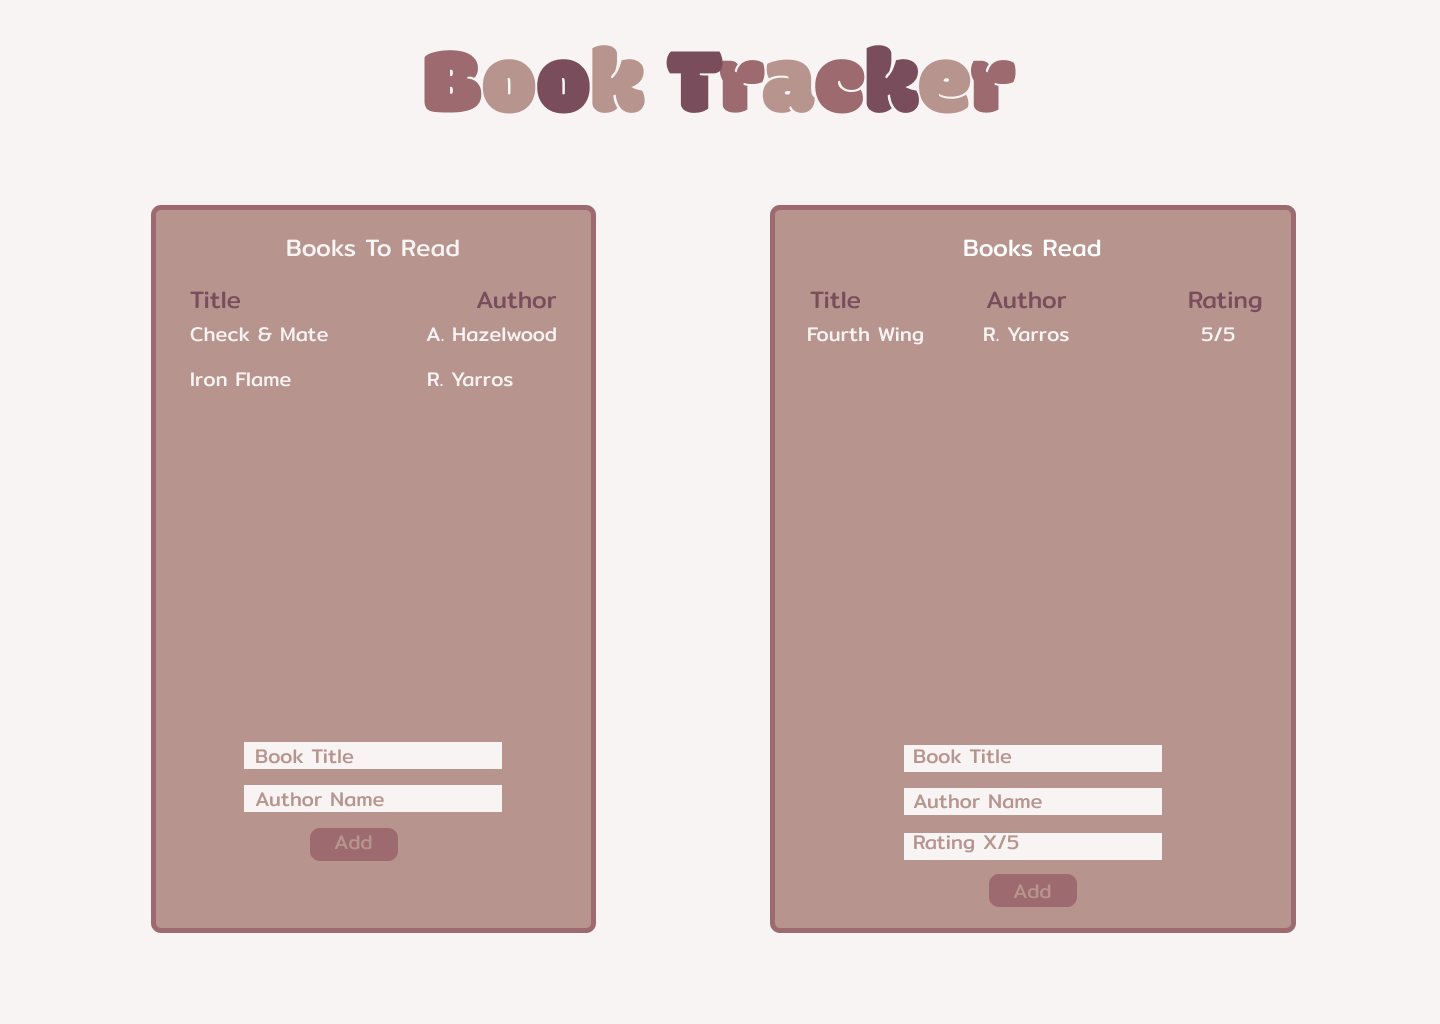 Book Tracker
Books To Read
Title Author
Check & Mate A. Hazelwood
Iron Flame R. Yarros
Book Title
Author Name
Add
Books Read
Title Author Rating
Fourth Wing R. Yarros 5/5
Book Title
Author Name
Rating X/5
Add